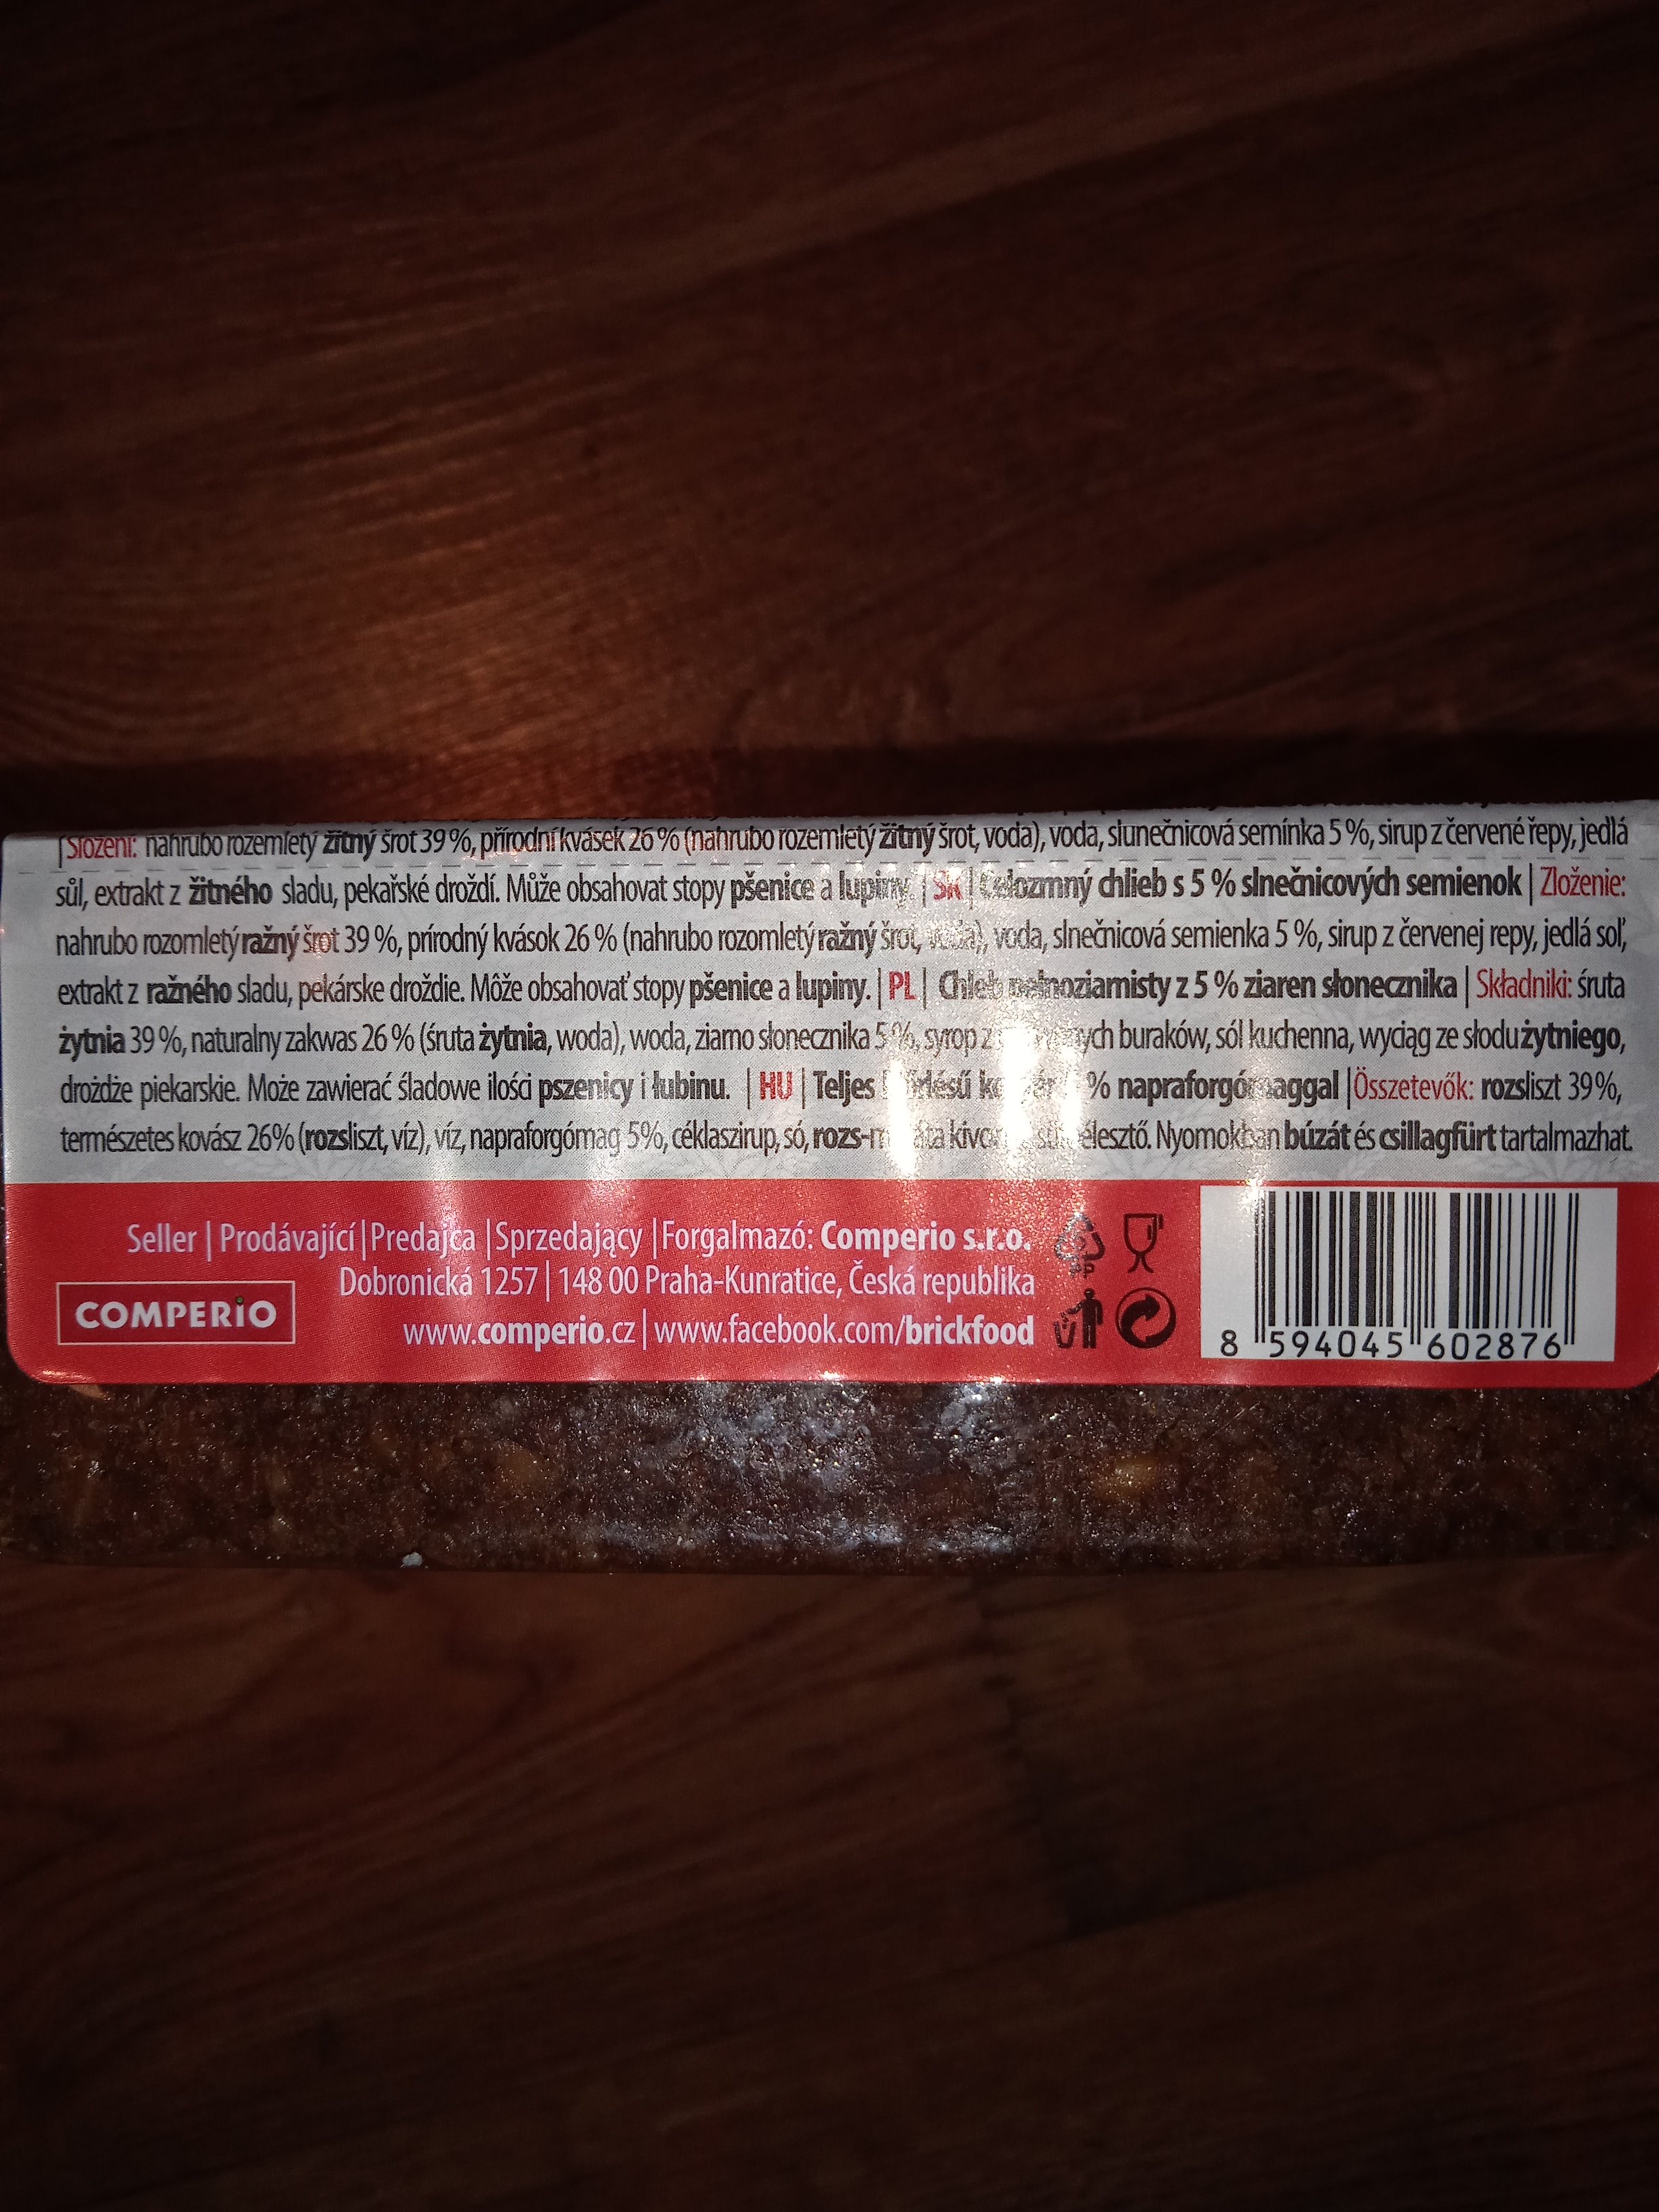 | Složení: nahrubo rozemletý žitný šrot 39 %, přírodní kvásek 26 % (nahrubo rozemletý žitný šrot, voda), voda, slunečnicová semínka 5 %, sirup z červené řepy, jedlá
sůl, extrakt z žitného sladu, pekařské droždí. Může obsahovat stopy pšenice a lupiny. | SK | Celozrnný chlieb s 5 % slnečnicových semienok | Zloženie:
nahrubo rozomletý ražný šrot 39 %, prírodný kvások 26 % (nahrubo rozomletý ražný šrot, voda), voda, slnečnicová semienka 5 %, sirup z červenej repy, jedlá soľ,
extrakt z ražného sladu, pekárske droždie. Môže obsahovať stopy pšenice a lupiny. | PL | Chleb pełnoziarnisty z 5 % ziaren słonecznika | Składniki: śruta
żytnia 39 %, naturalny zakwas 26 % (śruta żytnia, woda), woda, ziarno słonecznika 5 %, syrop z buraków, sól kuchenna, wyciąg ze słodu żytniego,
drożdże piekarskie. Może zawierać śladowe ilości pszenicy i łubinu. | HU | Teljes % napraforgómaggal | Összetevők: rozsliszt 39%,
természetes kovász 26% (rozsliszt, víz), víz, napraforgómag 5%, céklaszirup, só, élesztő. Nyomokban búzát és csillagfürt tartalmazhat.
Seller | Prodávající | Predajca | Sprzedający | Forgalmazó: Comperio s.r.o.
Dobronická 1257 | 148 00 Praha-Kunratice, Česká republika
www.comperio.cz | www.facebook.com/brickfood
COMPERIO
PP
8 594045 602876